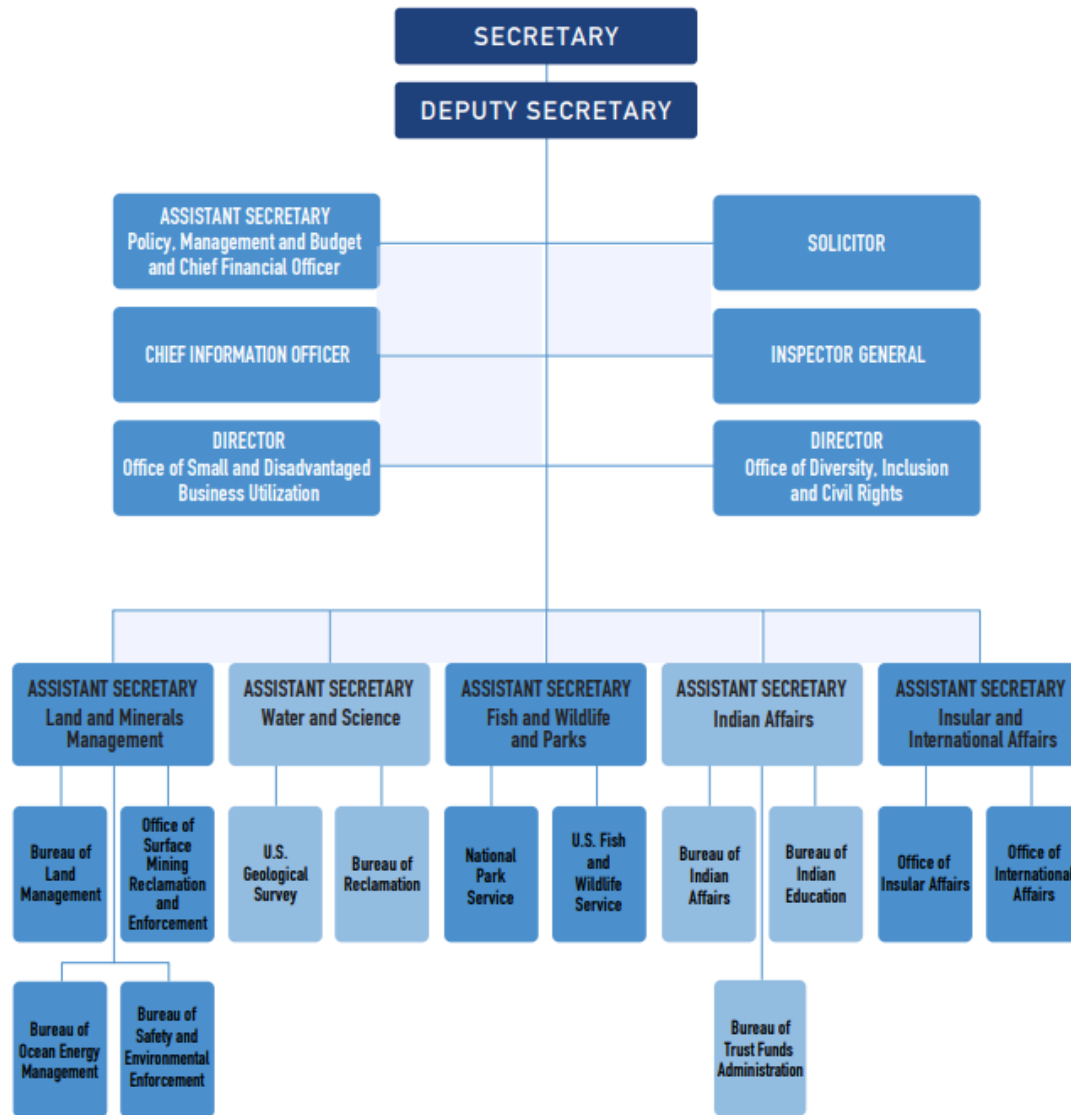 SECRETARY
DEPUTY SECRETARY
ASSISTANT SECRETARY
Policy, Management and Budget
and Chief Financial Officer
SOLICITOR
CHIEF INFORMATION OFFICER
INSPECTOR GENERAL
DIRECTOR
Office of Small and Disadvantaged
Business Utilization
DIRECTOR
Office of Diversity, Inclusion
and Civil Rights
ASSISTANT SECRETARY
Land and Minerals
Management
ASSISTANT SECRETARY
Water and Science
ASSISTANT SECRETARY
Fish and Wildlife
and Parks
ASSISTANT SECRETARY
Indian Affairs
ASSISTANT SECRETARY
Insular and
International Affairs
Bureau of
Land
Management
Office of
Surface
Mining
Reclamation
and
Enforcement
U.S.
Geological
Survey
Bureau of
Reclamation
National
Park
Service
U.S. Fish
and
Wildlife
Service
Bureau of
Indian
Affairs
Bureau of
Indian
Education
Office of
Insular Affairs
Office of
International
Affairs
Bureau of
Ocean Energy
Management
Bureau of
Safety and
Environmental
Enforcement
Bureau of
Trust Funds
Administration